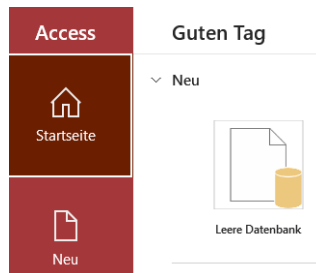 Access
Guten Tag
Neu
Startseite
Leere Datenbank
Neu